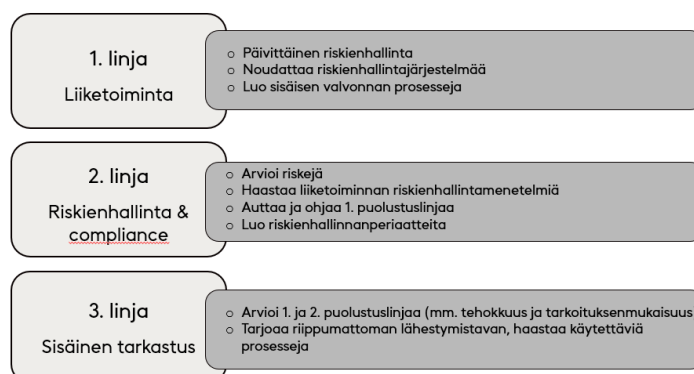 1. linja
Liiketoiminta
○ Päivittäinen riskienhallinta
○ Noudattaa riskienhallintajärjestelmää
○ Luo sisäisen valvonnan prosesseja
2. linja
Riskienhallinta &
compliance
○ Arvioi riskejä
○ Haastaa liiketoiminnan riskienhallintamenetelmiä
○ Auttaa ja ohjaa 1. puolustuslinjaa
○ Luo riskienhallinnanperiaatteita
3. linja
Sisäinen tarkastus
○ Arvioi 1. ja 2. puolustuslinjaa (mm. tehokkuus ja tarkoituksenmukaisuus
○ Tarjoaa riippumattoman lähestymistavan, haastaa käytettäviä
prosesseja